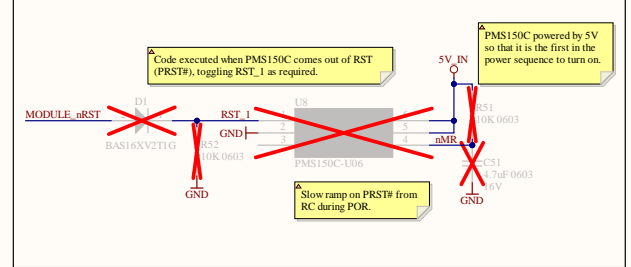 PMS150C powered by 5V
so that it is the first in the
power sequence to turn on.
Code executed when PMS150C comes out of RST
(PRST#), toggling RST_1 as required.
5V_IN
D1
U8
MODULE_nRST
RST_1
R51
10K 0603
GND
2
5
3
nMR
4
BAS16XV2T1G
R52
10K 0603
PMS150C-U06
C51
4.7uF 0603
16V
GND
Slow ramp on PRST# from
RC during POR.
GND